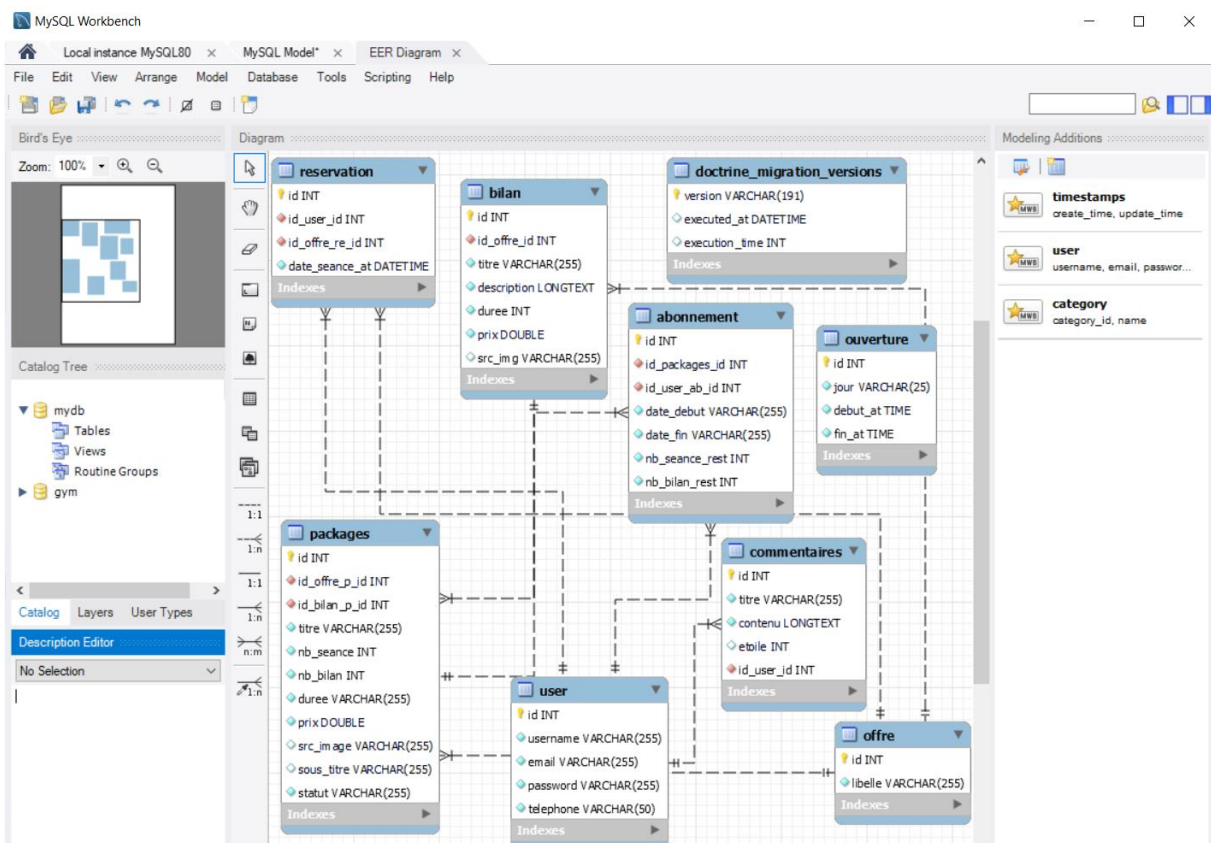 MySQL Workbench
Local instance MySQL80 ×
MySQL Model* ×
EER Diagram ×
File Edit View Arrange Model Database Tools Scripting Help
Bird's Eye
Zoom: 100%
Catalog Tree
mydb
Tables
Views
Routine Groups
gym
Catalog Layers User Types
Description Editor
No Selection
Diagram
1:1
1:n
1:1
1:n
n:m
1:n
reservation
id INT
id_user_id INT
id_offre_re_id INT
date_seance_at DATETIME
Indexes
bilan
id INT
id_offre_id INT
titre VARCHAR(255)
description LONGTEXT
duree INT
prix DOUBLE
src_img VARCHAR(255)
Indexes
doctrine_migration_versions
version VARCHAR(191)
executed_at DATETIME
execution_time INT
Indexes
abonnement
id INT
id_packages_id INT
id_user_ab_id INT
date_debut VARCHAR(255)
date_fin VARCHAR(255)
nb_seance_rest INT
nb_bilan_rest INT
Indexes
ouverture
id INT
jour VARCHAR(25)
debut_at TIME
fin_at TIME
Indexes
packages
id INT
id_offre_p_id INT
id_bilan_p_id INT
titre VARCHAR(255)
nb_seance INT
nb_bilan INT
duree VARCHAR(255)
prix DOUBLE
src_image VARCHAR(255)
sous_titre VARCHAR(255)
statut VARCHAR(255)
Indexes
commentaires
id INT
titre VARCHAR(255)
contenu LONGTEXT
etoile INT
id_user_id INT
Indexes
user
id INT
username VARCHAR(255)
email VARCHAR(255)
password VARCHAR(255)
telephone VARCHAR(50)
Indexes
offre
id INT
libelle VARCHAR(255)
Indexes
Modeling Additions
MWB
timestamps
create_time, update_time
MWB
user
username, email, passwor...
MWB
category
category_id, name